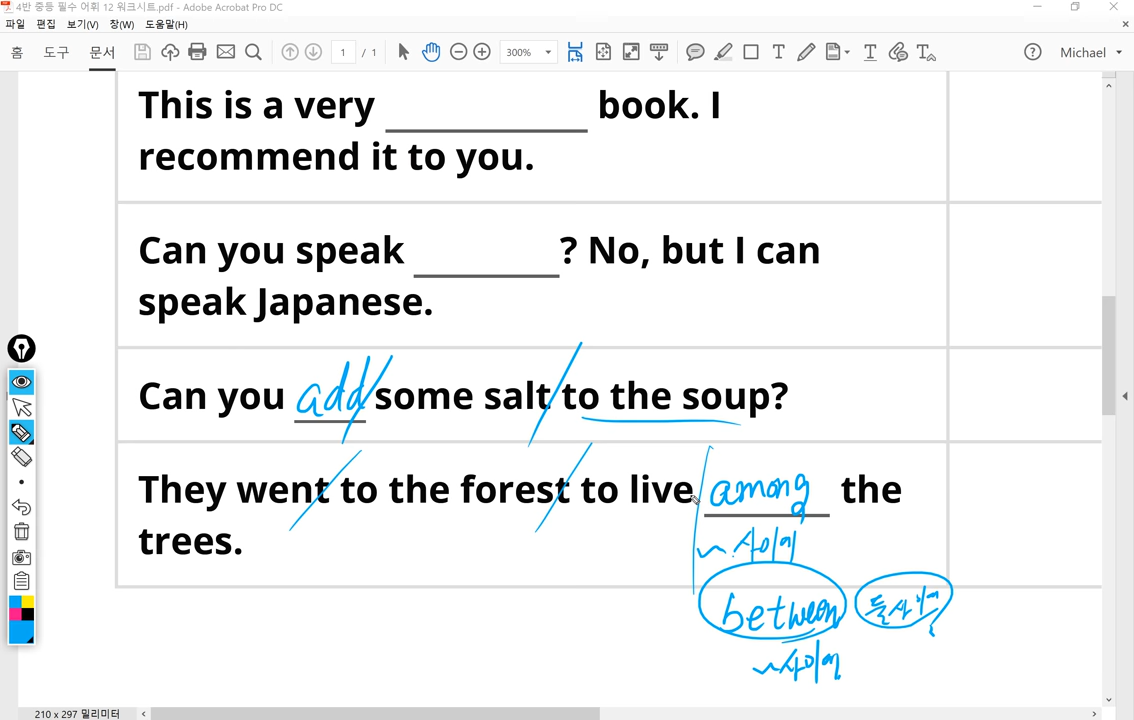 4반 중등 필수 어휘 12 워크시트.pdf - Adobe Acrobat Pro DC
파일 편집 보기(V) 창(W) 도움말(H)
홈 도구 문서 1 / 1 300% Michael
This is a very __________ book. I
recommend it to you.
Can you speak ________? No, but I can
speak Japanese.
Can you add some salt to the soup?
They went to the forest to live among the
trees.
~사이에
between 둘사이에
~사이에
210 x 297 밀리미터